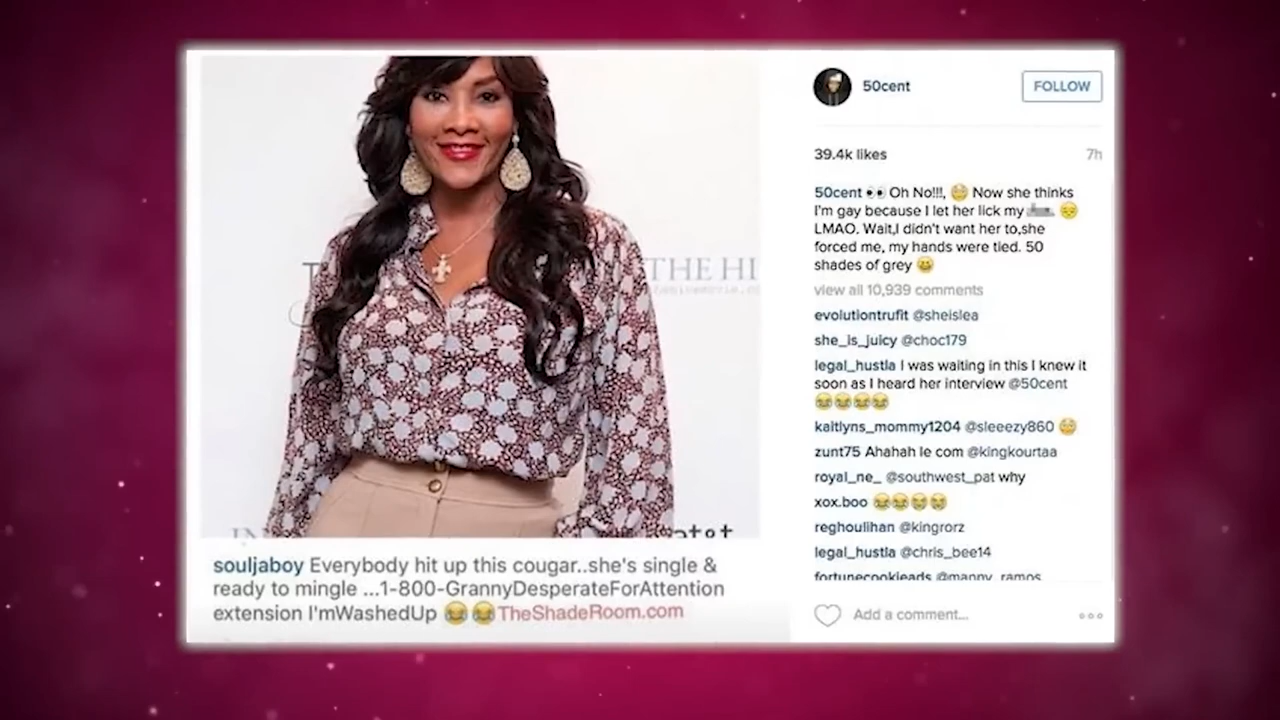 THE HI
souljaboy Everybody hit up this cougar..she's single &
ready to mingle ...1-800-GrannyDesperateForAttention
extension I'mWashedUp 😂😂TheShadeRoom.com
50cent
FOLLOW
39.4k likes
7h
50cent 👀 Oh No!!!, 😳 Now she thinks
I'm gay because I let her lick my 😔
LMAO. Wait,I didn't want her to,she
forced me, my hands were tied. 50
shades of grey 😀
view all 10,939 comments
evolutiontrufit @sheislea
she_is_juicy @choc179
legal_hustla I was waiting in this I knew it
soon as I heard her interview @50cent
😂😂😂😂
kaitlyns_mommy1204 @sleeezy860 😳
zunt75 Ahahah le com @kingkourtaa
royal_ne_ @southwest_pat why
xox.boo 😂😂😂😂
reghoulihan @kingrorz
legal_hustla @chris_bee14
fortunecookieads @manny_ramos
Add a comment...